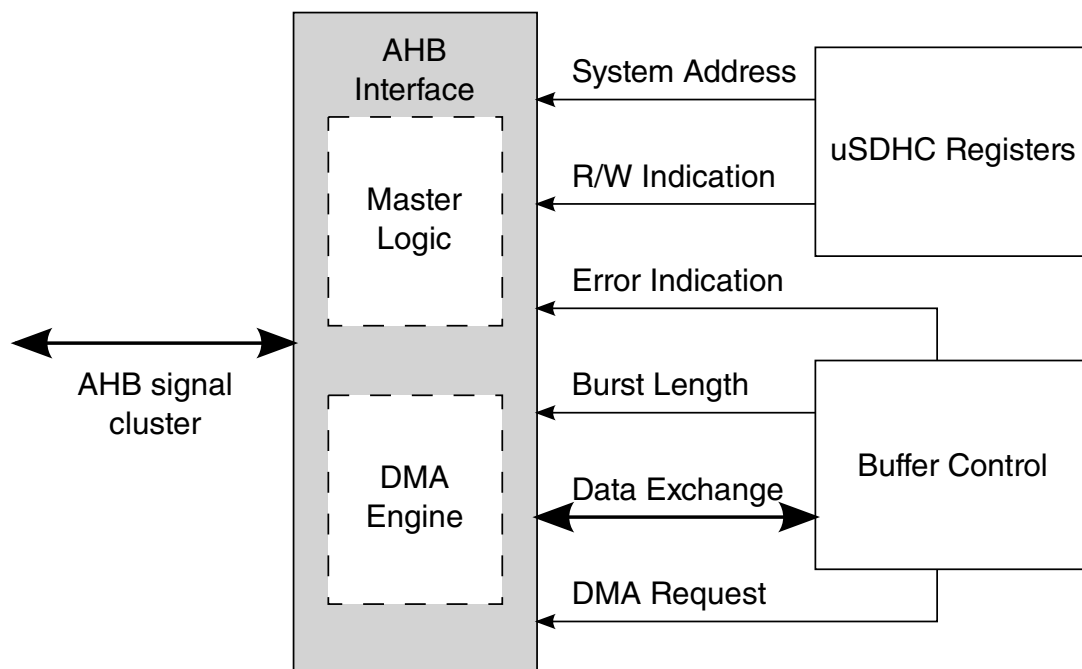 AHB
Interface
System Address
uSDHC Registers
R/W Indication
Master
Logic
Error Indication
AHB signal
cluster
Burst Length
Buffer Control
Data Exchange
DMA
Engine
DMA Request